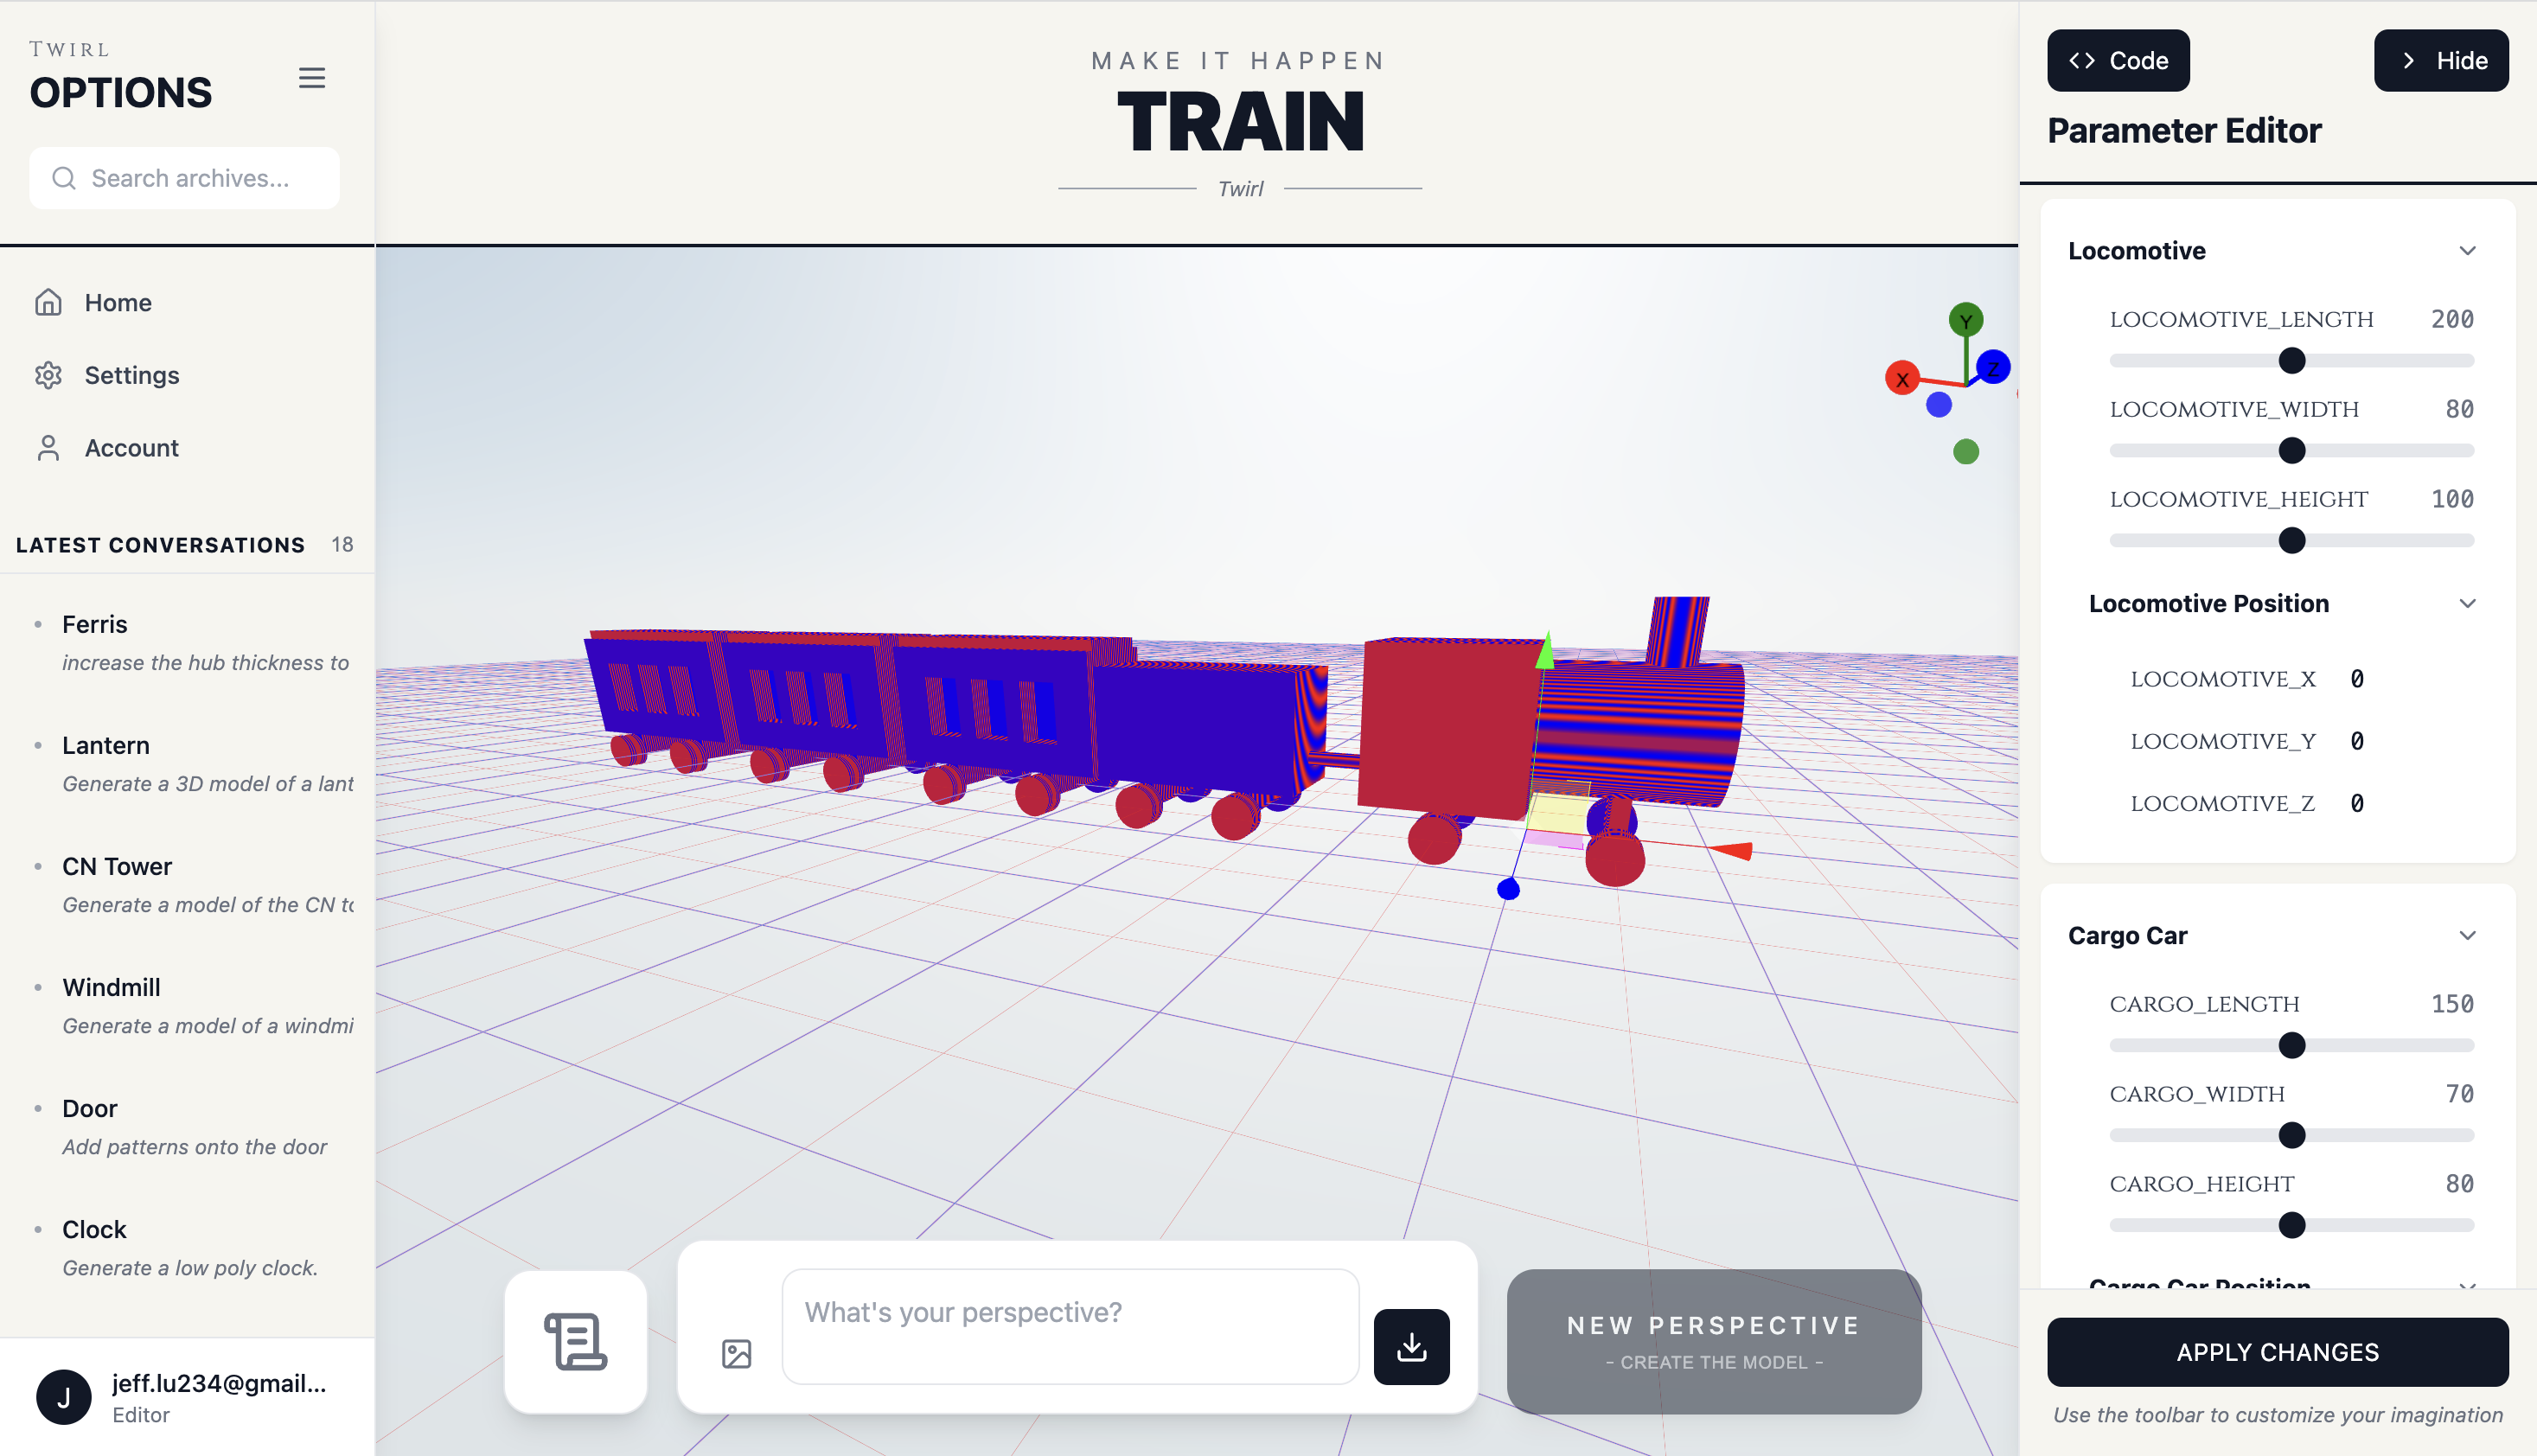 TWIRL
OPTIONS
Search archives...
Home
Settings
Account
LATEST CONVERSATIONS 18
Ferris
increase the hub thickness to
Lantern
Generate a 3D model of a lant
CN Tower
Generate a model of the CN to
Windmill
Generate a model of a windmi
Door
Add patterns onto the door
Clock
Generate a low poly clock.
J
jeff.lu234@gmail...
Editor
MAKE IT HAPPEN
TRAIN
Twirl
Y
X
Z
What's your perspective?
NEW PERSPECTIVE
- CREATE THE MODEL -
Code
Hide
Parameter Editor
Locomotive
LOCOMOTIVE_LENGTH 200
LOCOMOTIVE_WIDTH 80
LOCOMOTIVE_HEIGHT 100
Locomotive Position
LOCOMOTIVE_X 0
LOCOMOTIVE_Y 0
LOCOMOTIVE_Z 0
Cargo Car
CARGO_LENGTH 150
CARGO_WIDTH 70
CARGO_HEIGHT 80
Cargo Car Position
APPLY CHANGES
Use the toolbar to customize your imagination